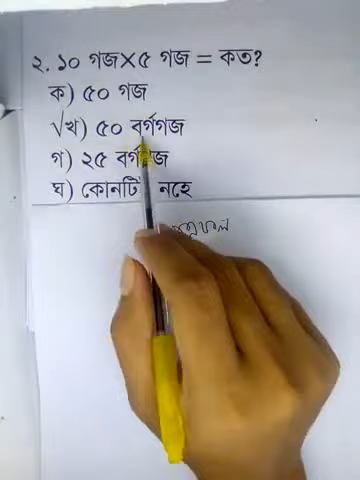 ২. ১০ গজ×৫ গজ = কত?
ক) ৫০ গজ
√খ) ৫০ বর্গগজ
গ) ২৫ বর্গগজ
ঘ) কোনটি নহে